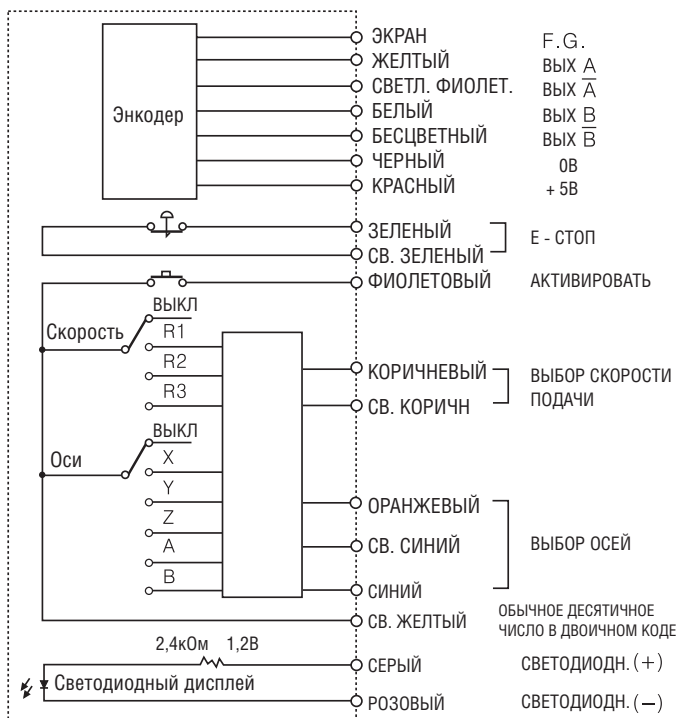 Энкодер
ЭКРАН F.G.
ЖЕЛТЫЙ ВЫХ A
СВЕТЛ. ФИОЛЕТ. ВЫХ A̅
БЕЛЫЙ ВЫХ B
БЕСЦВЕТНЫЙ ВЫХ B̅
ЧЕРНЫЙ 0В
КРАСНЫЙ + 5В
ЗЕЛЕНЫЙ
СВ. ЗЕЛЕНЫЙ
E - СТОП
ФИОЛЕТОВЫЙ АКТИВИРОВАТЬ
Скорость
ВЫКЛ
R1
R2
R3
КОРИЧНЕВЫЙ
СВ. КОРИЧН
ВЫБОР СКОРОСТИ
ПОДАЧИ
Оси
ВЫКЛ
X
Y
Z
A
B
ОРАНЖЕВЫЙ
СВ. СИНИЙ
СИНИЙ
ВЫБОР ОСЕЙ
СВ. ЖЕЛТЫЙ
ОБЫЧНОЕ ДЕСЯТИЧНОЕ
ЧИСЛО В ДВОИЧНОМ КОДЕ
2,4кОм 1,2В
СЕРЫЙ СВЕТОДИОДН. (+)
Светодиодный дисплей
РОЗОВЫЙ СВЕТОДИОДН. (−)